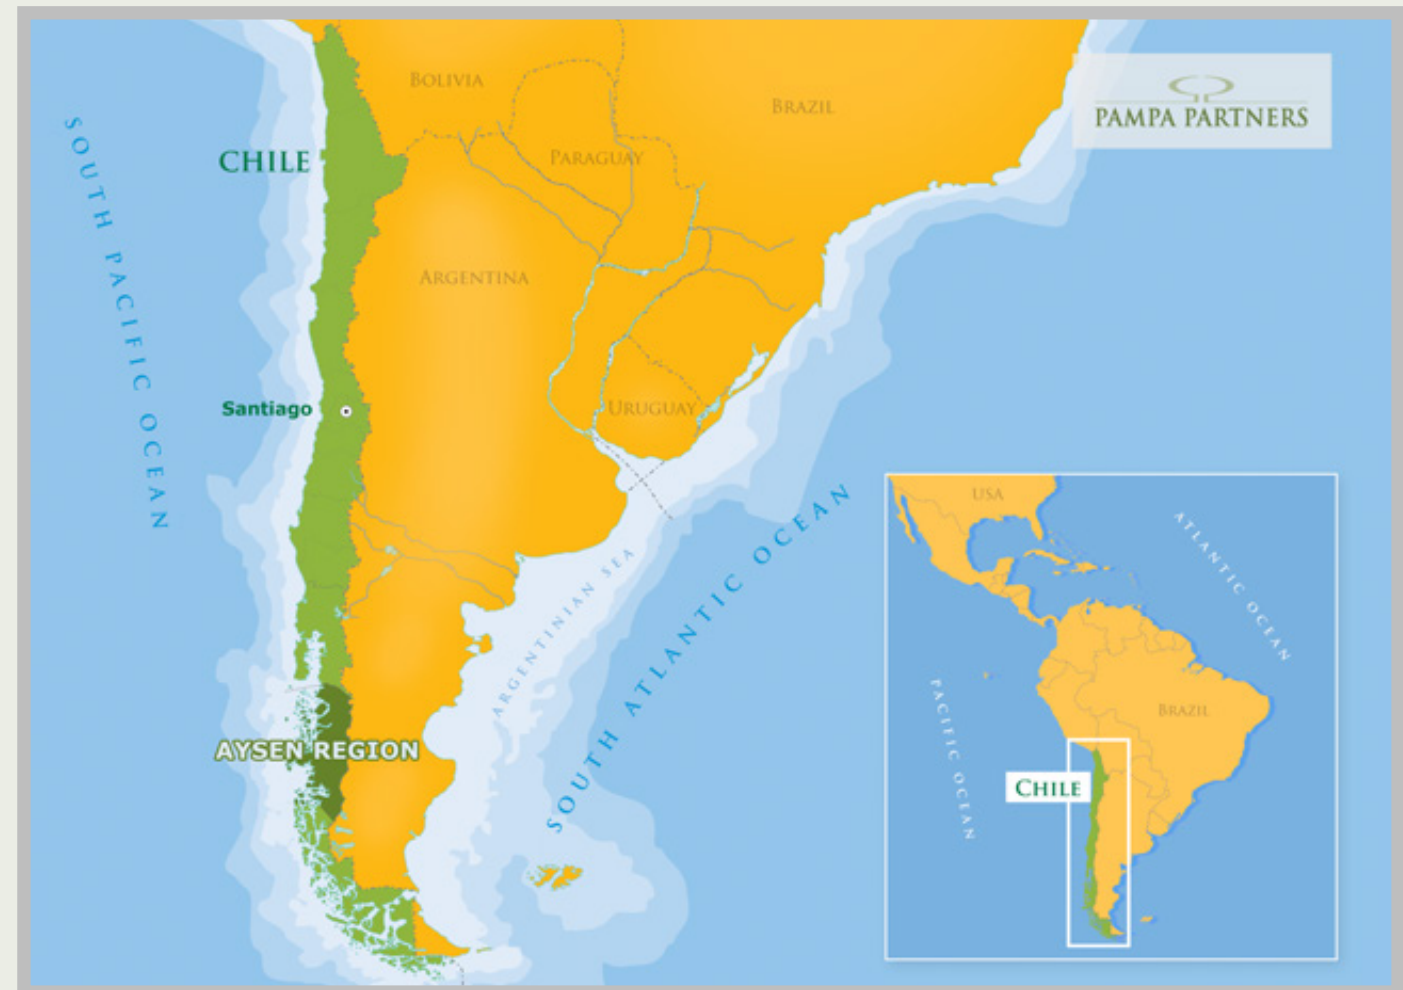 BOLIVIA
BRAZIL
PAMPA PARTNERS
PARAGUAY
CHILE
SOUTH PACIFIC OCEAN
ARGENTINA
Santiago
URUGUAY
ARGENTINIAN SEA
SOUTH ATLANTIC OCEAN
AYSEN REGION
USA
ATLANTIC OCEAN
PACIFIC OCEAN
BRAZIL
CHILE